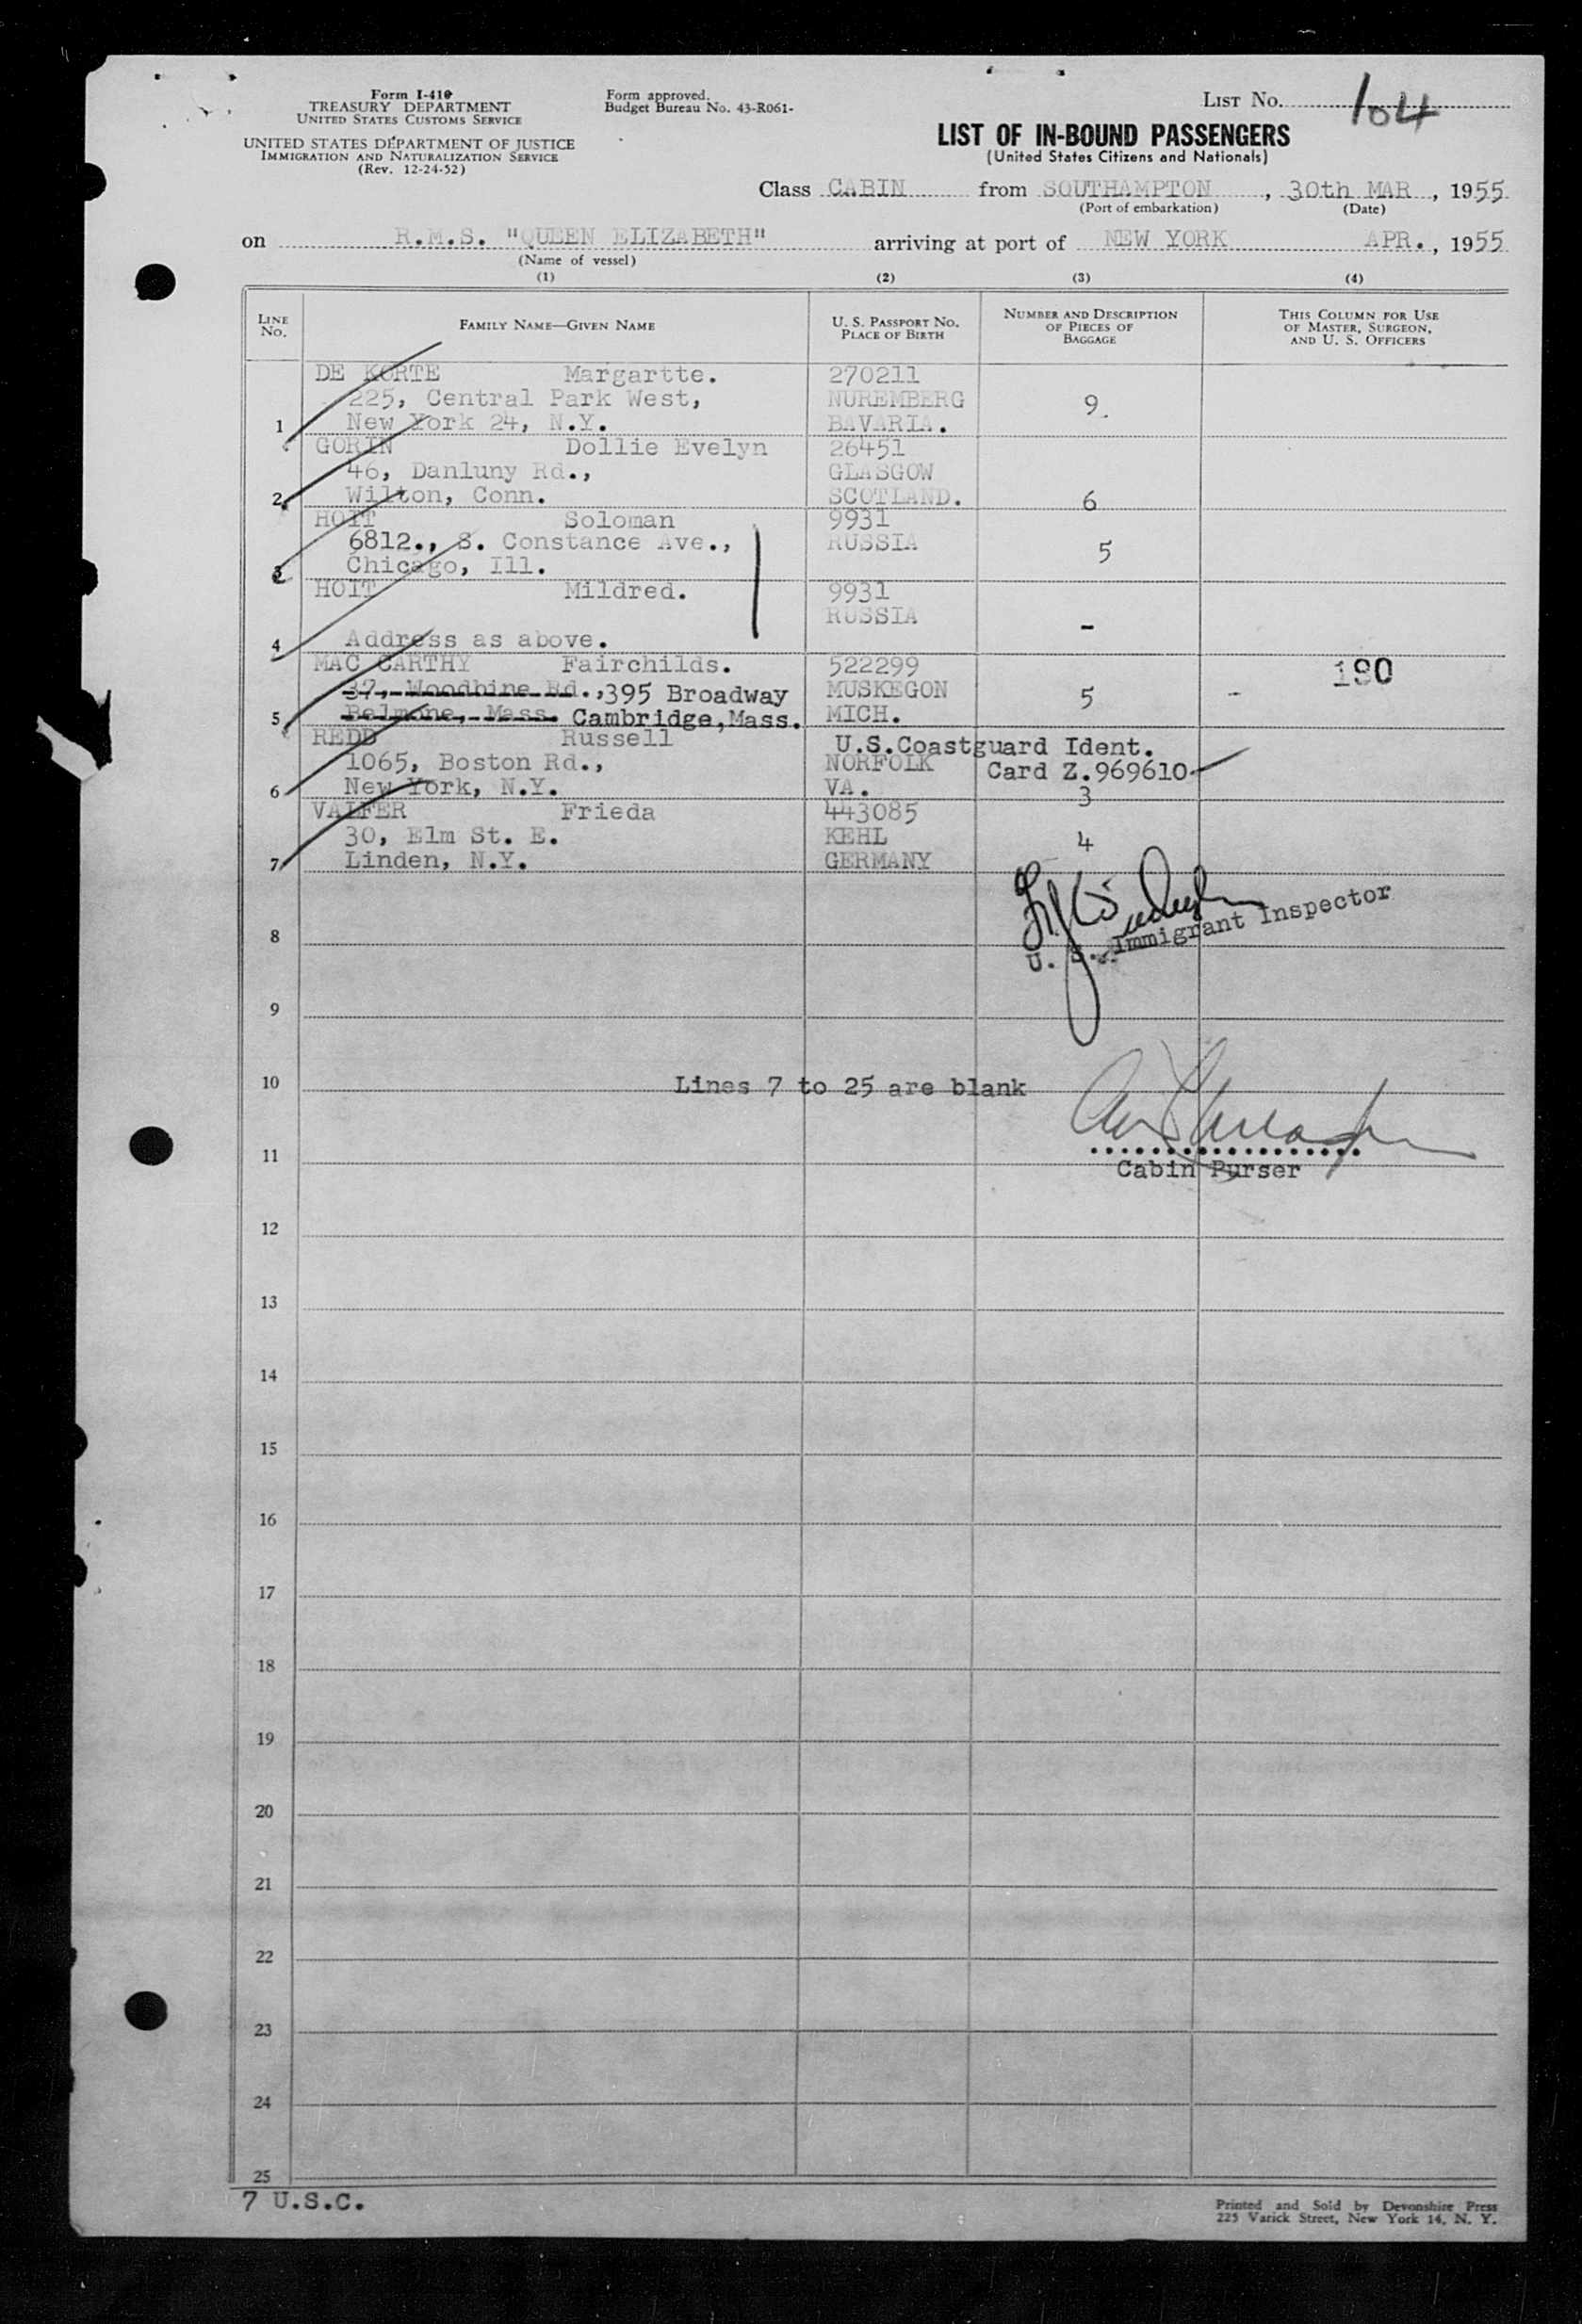 Form I-418
TREASURY DEPARTMENT
UNITED STATES CUSTOMS SERVICE
UNITED STATES DEPARTMENT OF JUSTICE
IMMIGRATION AND NATURALIZATION SERVICE
(Rev. 12-24-52)
Form approved.
Budget Bureau No. 43-R061-
LIST No. 104
LIST OF IN-BOUND PASSENGERS
(United States Citizens and Nationals)
Class CABIN from SOUTHAMPTON, 30th MAR, 1955
(Port of embarkation) (Date)
on R.M.S. "QUEEN ELIZABETH" arriving at port of NEW YORK APR., 1955
(Name of vessel)
(1) (2) (3) (4)
LINE No. FAMILY NAME—GIVEN NAME U. S. PASSPORT No. PLACE OF BIRTH NUMBER AND DESCRIPTION OF PIECES OF BAGGAGE THIS COLUMN FOR USE OF MASTER, SURGEON, AND U. S. OFFICERS
DE KORTE Margartte. 270211
225, Central Park West, NUREMBERG 9.
1 New York 24, N.Y. BAVARIA.
GORIN Dollie Evelyn 26451
46, Danluny Rd., GLASGOW
2 Wilton, Conn. SCOTLAND. 6
HOIT Soloman 9931
6812., S. Constance Ave., RUSSIA 5
3 Chicago, Ill.
HOIT Mildred. 9931
RUSSIA -
4 Address as above.
MAC CARTHY Fairchilds. 522299 190
37, Woodbine Rd.,395 Broadway MUSKEGON 5 -
5 Belmone, Mass. Cambridge,Mass. MICH.
REDD Russell U.S.Coastguard Ident.
1065, Boston Rd., NORFOLK Card Z.969610
6 New York, N.Y. VA. 3
VALFER Frieda 443085
30, Elm St. E. KEHL 4
7 Linden, N.Y. GERMANY
U. S. Immigrant Inspector
8
9
10 Lines 7 to 25 are blank
11
Cabin Purser
12
13
14
15
16
17
18
19
20
21
22
23
24
25
7 U.S.C.
Printed and Sold by Devonshire Press
225 Varick Street, New York 14, N. Y.